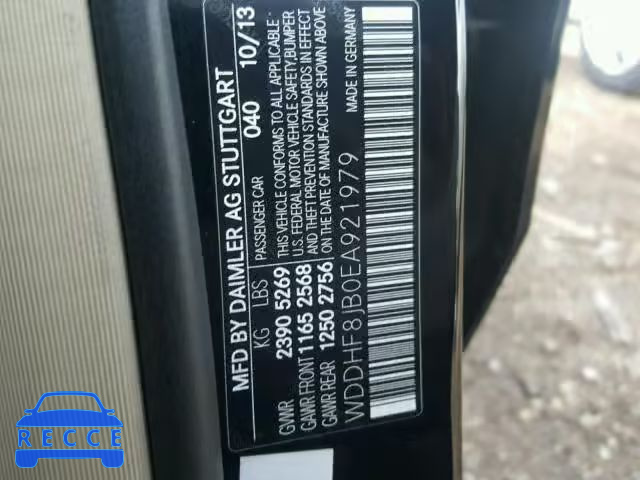 MFD BY DAIMLER AG STUTTGART
040 10/13
KG LBS PASSENGER CAR
GVWR 2390 5269
GAWR FRONT 1165 2568
GAWR REAR 1250 2756
THIS VEHICLE CONFORMS TO ALL APPLICABLE
U.S. FEDERAL MOTOR VEHICLE SAFETY, BUMPER
AND THEFT PREVENTION STANDARDS IN EFFECT
ON THE DATE OF MANUFACTURE SHOWN ABOVE
MADE IN GERMANY
WDDHF8JB0EA921979
RECCE